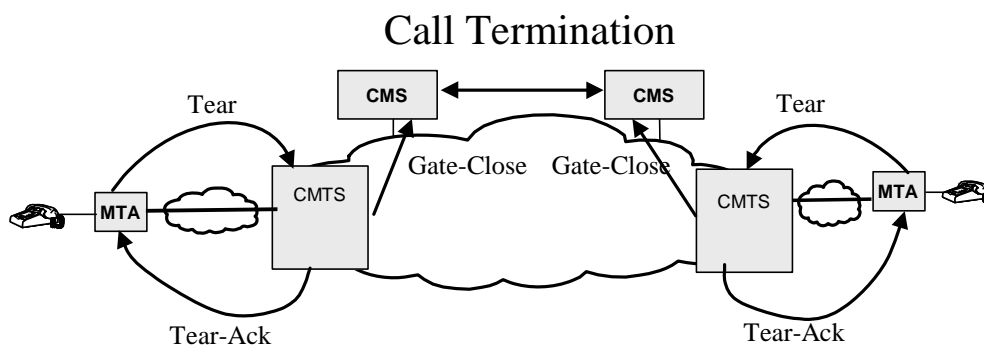 Call Termination
CMS
CMS
Tear
Tear
Gate-Close
Gate-Close
CMTS
CMTS
MTA
MTA
Tear-Ack
Tear-Ack